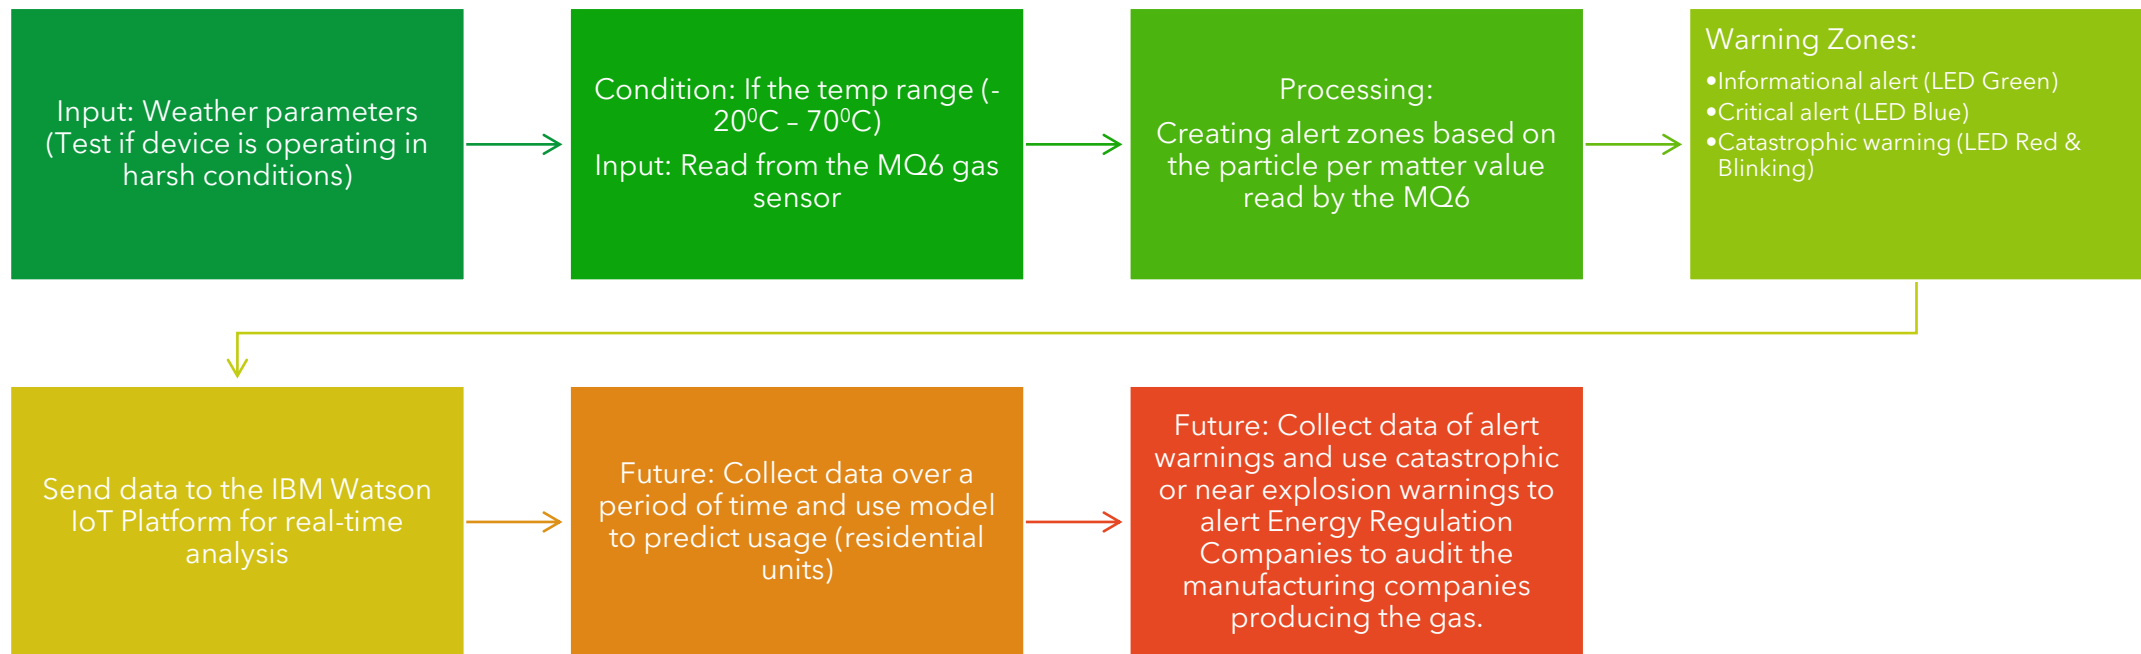 Input: Weather parameters
(Test if device is operating in
harsh conditions)
Condition: If the temp range (-
20⁰C – 70⁰C)
Input: Read from the MQ6 gas
sensor
Processing:
Creating alert zones based on
the particle per matter value
read by the MQ6
Warning Zones:
•Informational alert (LED Green)
•Critical alert (LED Blue)
•Catastrophic warning (LED Red &
Blinking)
Send data to the IBM Watson
IoT Platform for real-time
analysis
Future: Collect data over a
period of time and use model
to predict usage (residential
units)
Future: Collect data of alert
warnings and use catastrophic
or near explosion warnings to
alert Energy Regulation
Companies to audit the
manufacturing companies
producing the gas.